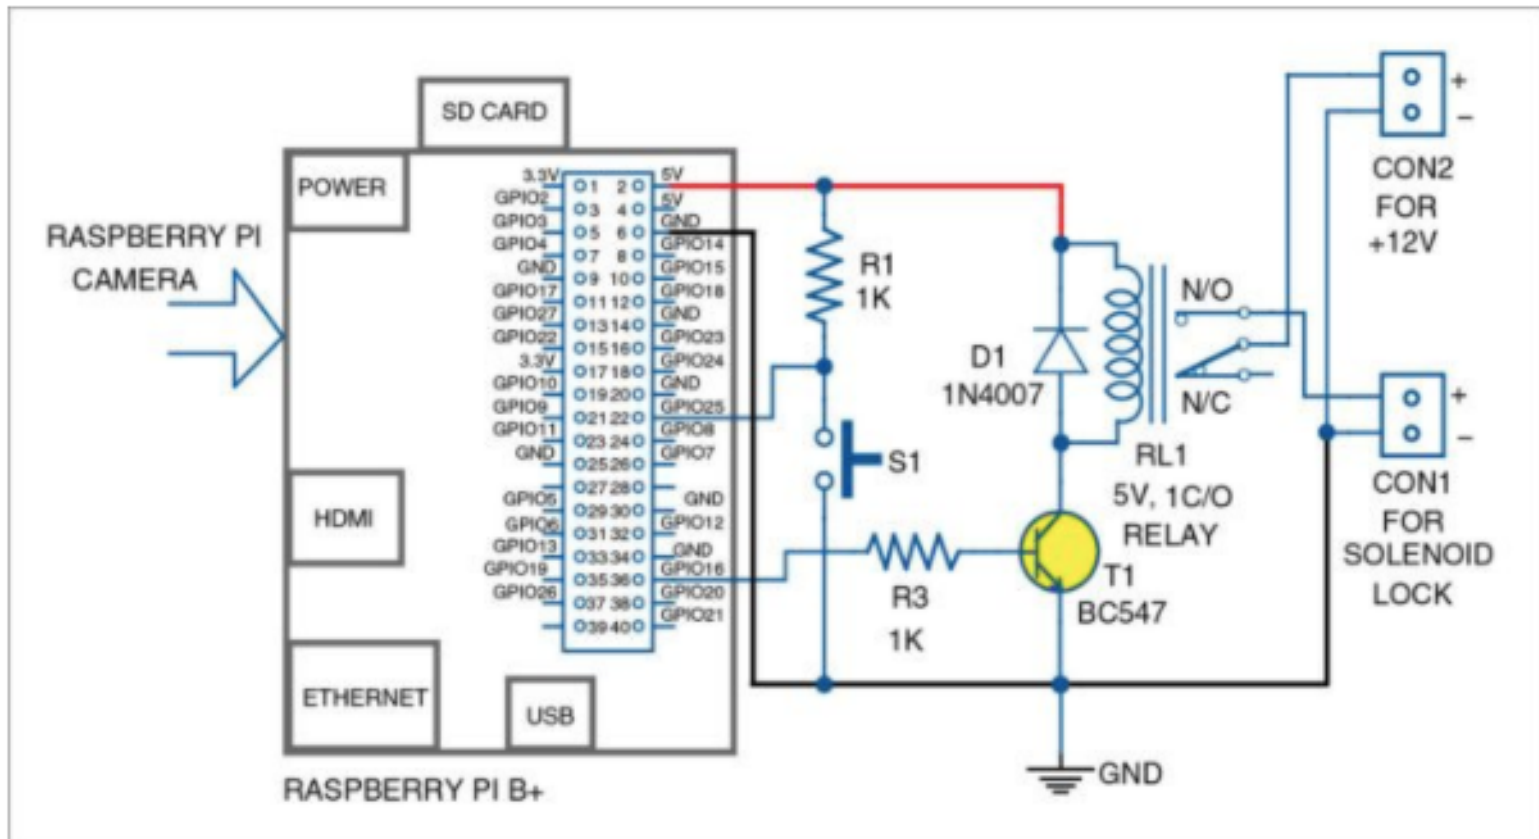 SD CARD
POWER
RASPBERRY PI
CAMERA
HDMI
ETHERNET
USB
RASPBERRY PI B+
3.3V 1 2 5V
GPIO2 3 4 5V
GPIO3 5 6 GND
GPIO4 7 8 GPIO14
GND 9 10 GPIO15
GPIO17 11 12 GPIO18
GPIO27 13 14 GND
GPIO22 15 16 GPIO23
3.3V 17 18 GPIO24
GPIO10 19 20 GND
GPIO9 21 22 GPIO25
GPIO11 23 24 GPIO8
GND 25 26 GPIO7
27 28
GPIO5 29 30 GND
GPIO6 31 32 GPIO12
GPIO13 33 34 GND
GPIO19 35 36 GPIO16
GPIO26 37 38 GPIO20
39 40 GPIO21
R1
1K
S1
R3
1K
D1
1N4007
T1
BC547
N/O
N/C
RL1
5V, 1C/O
RELAY
GND
+
–
CON2
FOR
+12V
+
–
CON1
FOR
SOLENOID
LOCK